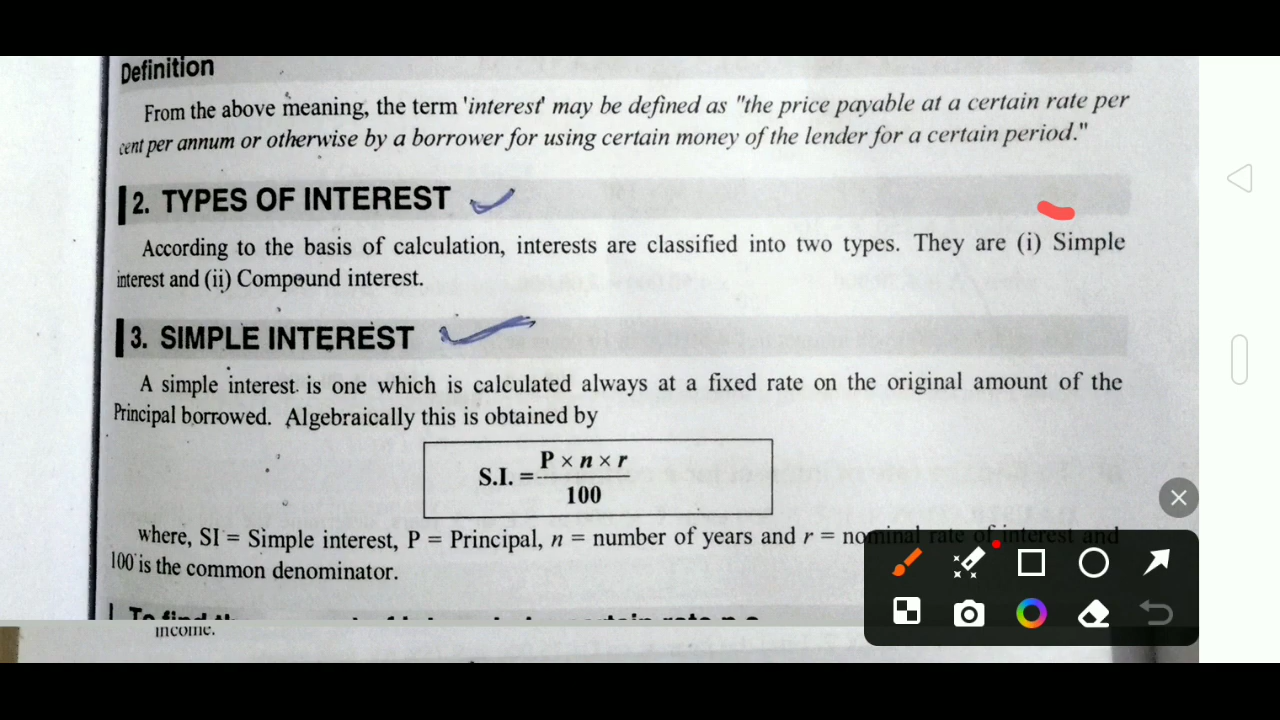 Definition
From the above meaning, the term 'interest' may be defined as "the price payable at a certain rate per
cent per annum or otherwise by a borrower for using certain money of the lender for a certain period."
2. TYPES OF INTEREST
According to the basis of calculation, interests are classified into two types. They are (i) Simple
interest and (ii) Compound interest.
3. SIMPLE INTEREST
A simple interest is one which is calculated always at a fixed rate on the original amount of the
Principal borrowed. Algebraically this is obtained by
S.I. = P × n × r
100
where, SI = Simple interest, P = Principal, n = number of years and r = nominal rate of interest and
100 is the common denominator.
income.